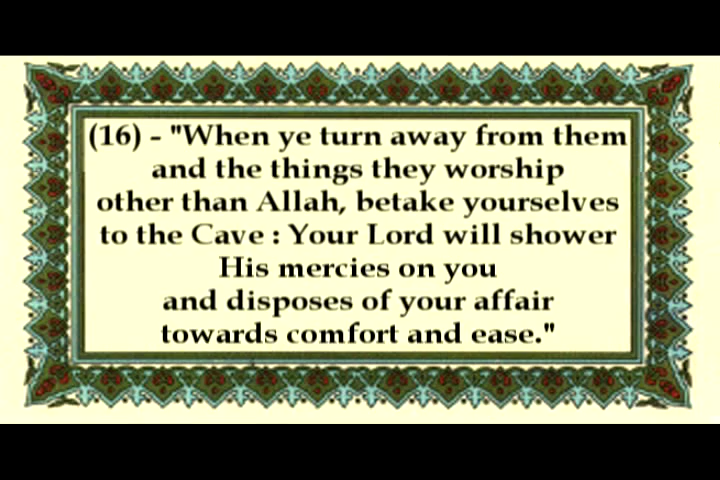 (16) - "When ye turn away from them
and the things they worship
other than Allah, betake yourselves
to the Cave : Your Lord will shower
His mercies on you
and disposes of your affair
towards comfort and ease."